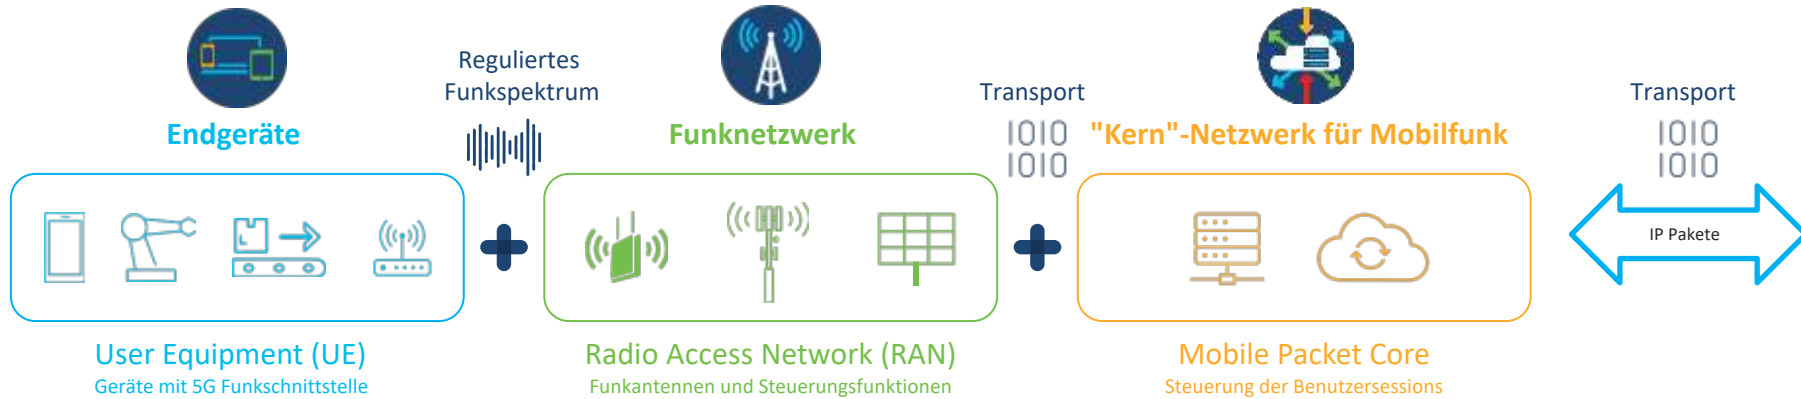 Reguliertes
Funkspektrum
Transport
Transport
Endgeräte
Funknetzwerk
1010
1010
"Kern"-Netzwerk für Mobilfunk
1010
1010
IP Pakete
User Equipment (UE)
Geräte mit 5G Funkschnittstelle
Radio Access Network (RAN)
Funkantennen und Steuerungsfunktionen
Mobile Packet Core
Steuerung der Benutzersessions